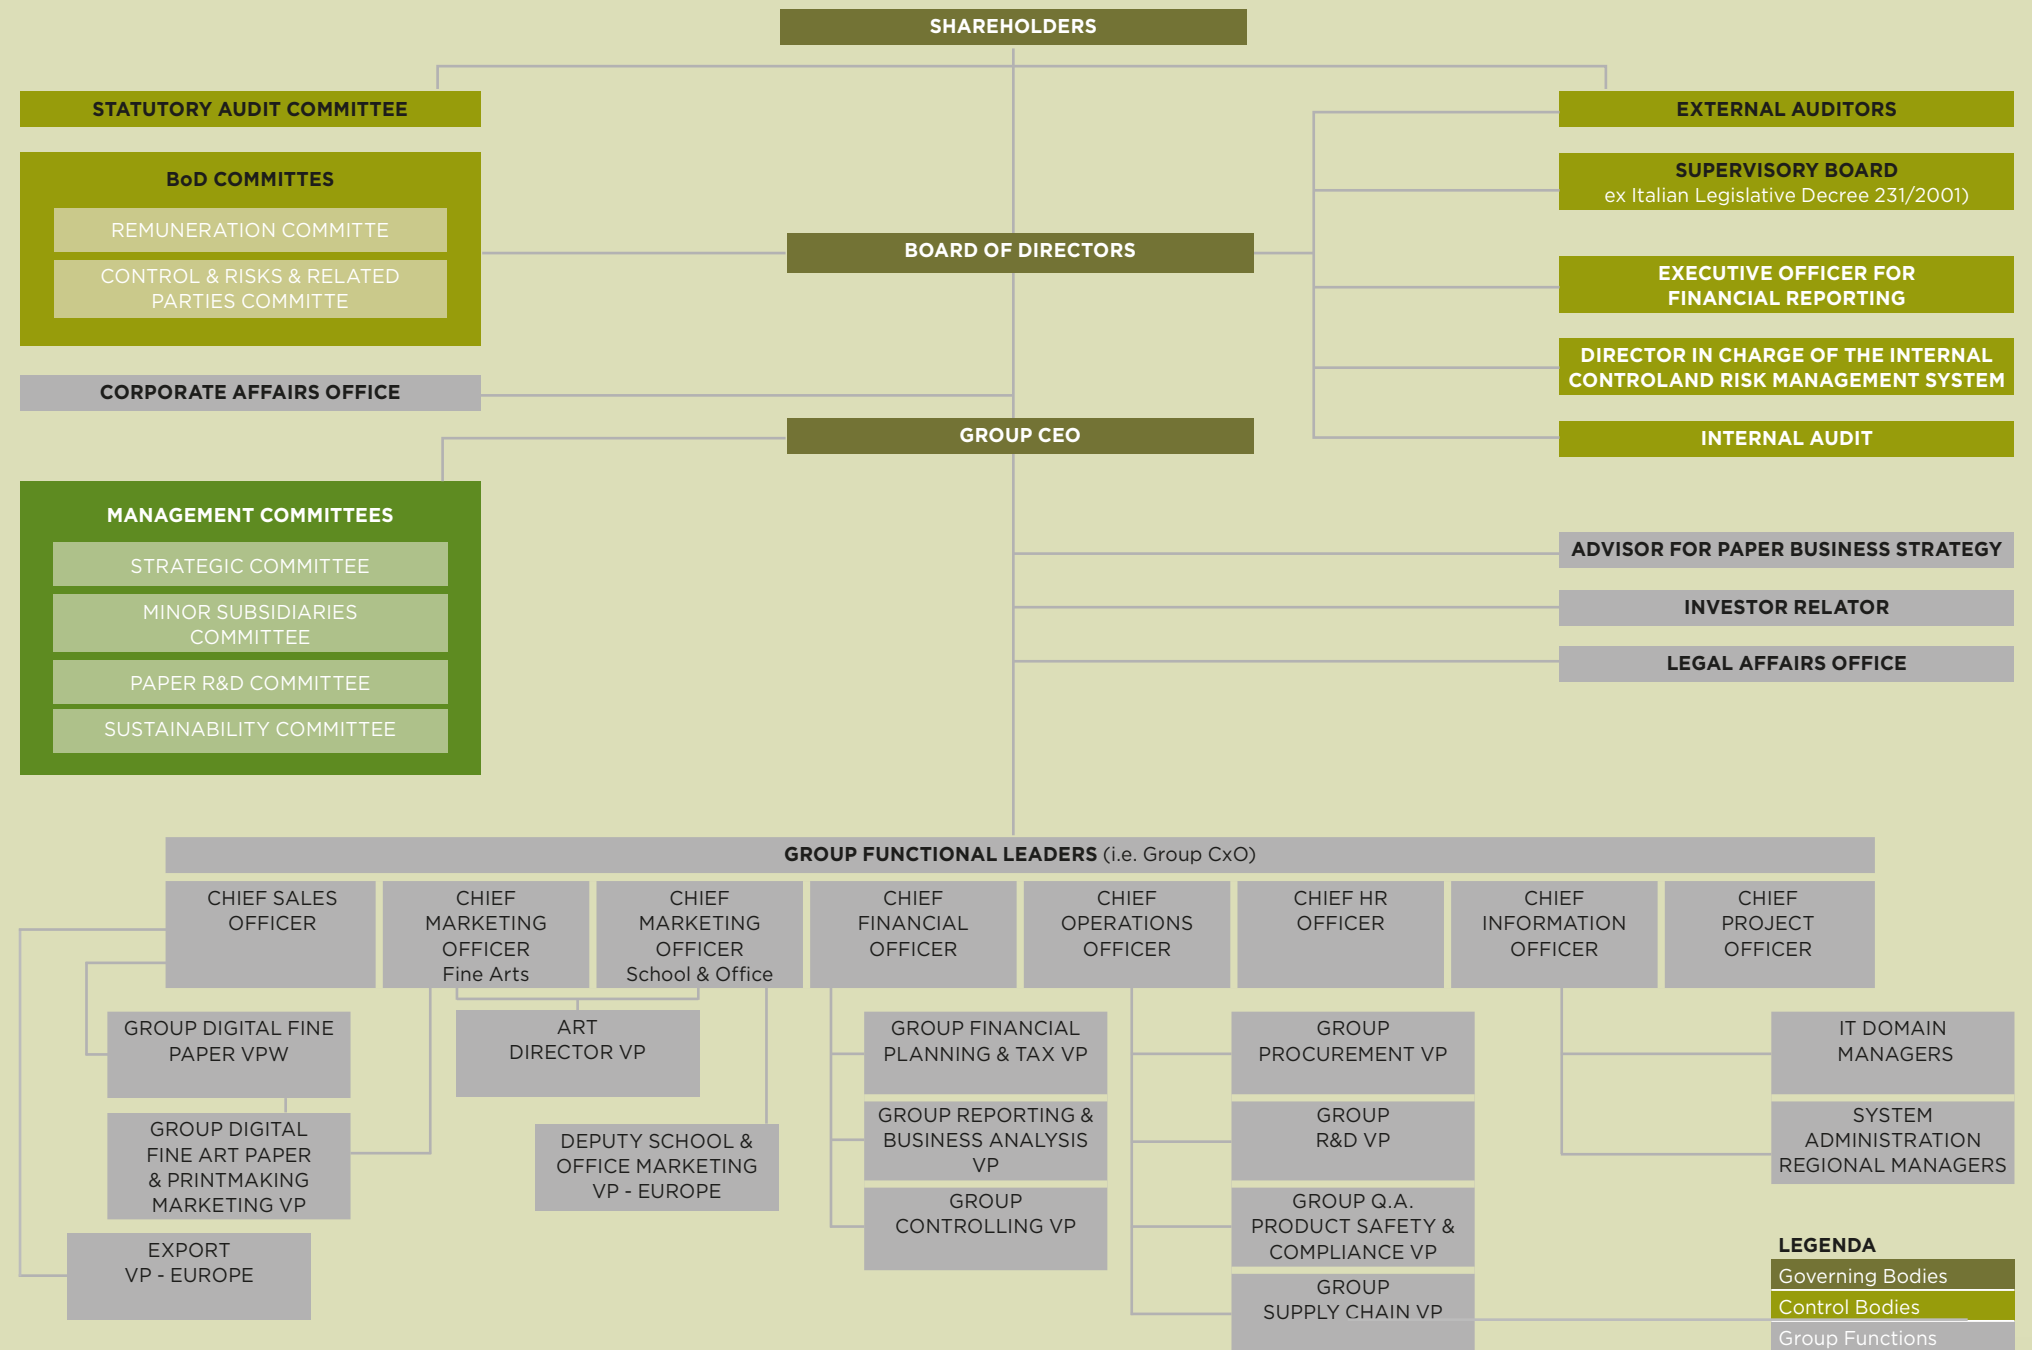 SHAREHOLDERS
STATUTORY AUDIT COMMITTEE
EXTERNAL AUDITORS
BoD COMMITTES
REMUNERATION COMMITTE
CONTROL & RISKS & RELATED
PARTIES COMMITTE
SUPERVISORY BOARD
ex Italian Legislative Decree 231/2001)
BOARD OF DIRECTORS
EXECUTIVE OFFICER FOR
FINANCIAL REPORTING
DIRECTOR IN CHARGE OF THE INTERNAL
CONTROLAND RISK MANAGEMENT SYSTEM
CORPORATE AFFAIRS OFFICE
GROUP CEO
INTERNAL AUDIT
MANAGEMENT COMMITTEES
STRATEGIC COMMITTEE
MINOR SUBSIDIARIES
COMMITTEE
PAPER R&D COMMITTEE
SUSTAINABILITY COMMITTEE
ADVISOR FOR PAPER BUSINESS STRATEGY
INVESTOR RELATOR
LEGAL AFFAIRS OFFICE
GROUP FUNCTIONAL LEADERS (i.e. Group CxO)
CHIEF SALES
OFFICER
CHIEF
MARKETING
OFFICER
Fine Arts
CHIEF
MARKETING
OFFICER
School & Office
CHIEF
FINANCIAL
OFFICER
CHIEF
OPERATIONS
OFFICER
CHIEF HR
OFFICER
CHIEF
INFORMATION
OFFICER
CHIEF
PROJECT
OFFICER
GROUP DIGITAL FINE
PAPER VPW
GROUP DIGITAL
FINE ART PAPER
& PRINTMAKING
MARKETING VP
EXPORT
VP - EUROPE
ART
DIRECTOR VP
DEPUTY SCHOOL &
OFFICE MARKETING
VP - EUROPE
GROUP FINANCIAL
PLANNING & TAX VP
GROUP REPORTING &
BUSINESS ANALYSIS
VP
GROUP
CONTROLLING VP
GROUP
PROCUREMENT VP
GROUP
R&D VP
GROUP Q.A.
PRODUCT SAFETY &
COMPLIANCE VP
GROUP
SUPPLY CHAIN VP
IT DOMAIN
MANAGERS
SYSTEM
ADMINISTRATION
REGIONAL MANAGERS
LEGENDA
Governing Bodies
Control Bodies
Group Functions